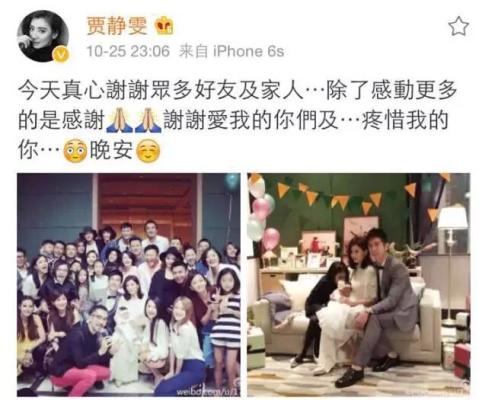 贾静雯
10-25 23:06 来自 iPhone 6s
今天真心謝謝眾多好友及家人…除了感動更多
的是感謝🙏🙏謝謝愛我的你們及…疼惜我的
你…😳晚安☺️